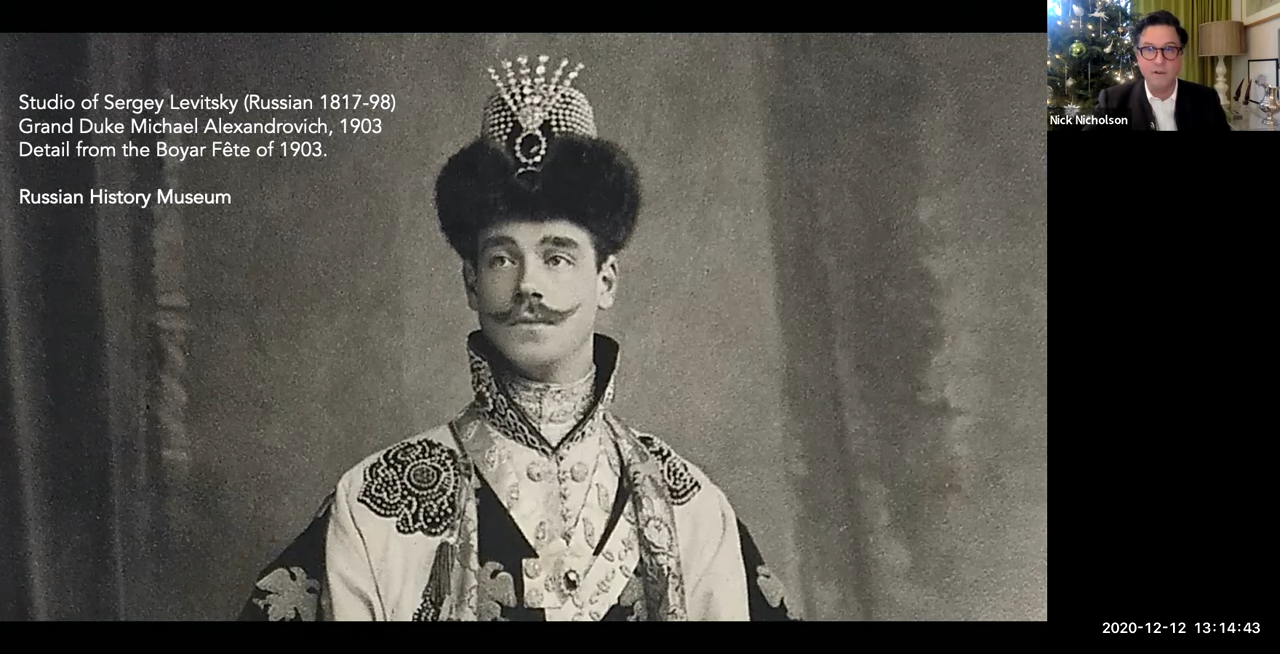 Studio of Sergey Levitsky (Russian 1817-98)
Grand Duke Michael Alexandrovich, 1903
Detail from the Boyar Fête of 1903.
Russian History Museum
Nick Nicholson
2020-12-12 13:14:43